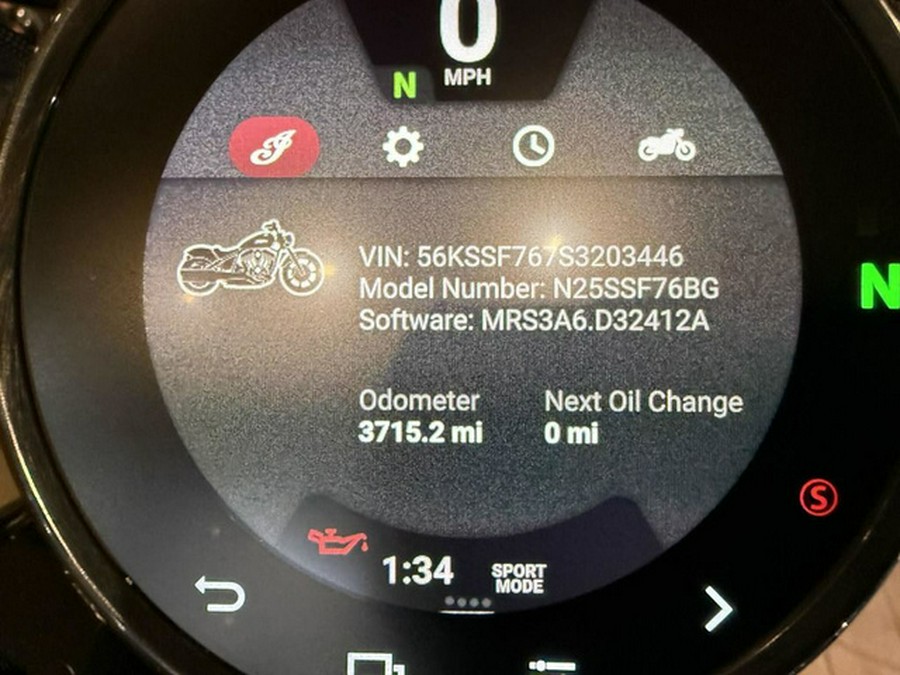 0
MPH
N
VIN: 56KSSF767S3203446
Model Number: N25SSF76BG
Software: MRS3A6.D32412A
N
Odometer
Next Oil Change
3715.2 mi
0 mi
S
1:34
SPORT
MODE